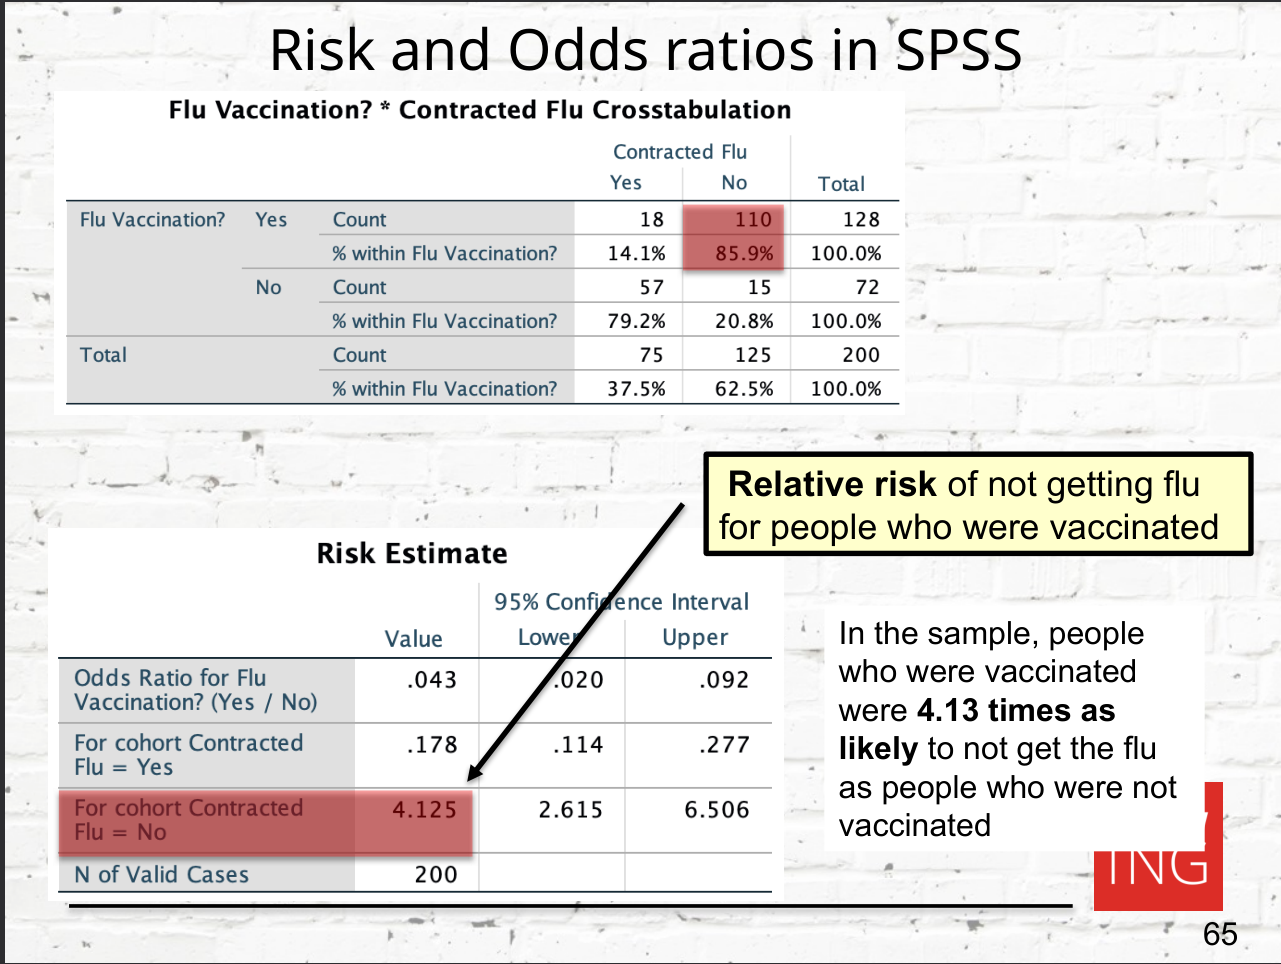 Risk and Odds ratios in SPSS
Flu Vaccination? * Contracted Flu Crosstabulation
Contracted Flu
Yes No Total
Flu Vaccination? Yes Count 18 110 128
% within Flu Vaccination? 14.1% 85.9% 100.0%
No Count 57 15 72
% within Flu Vaccination? 79.2% 20.8% 100.0%
Total Count 75 125 200
% within Flu Vaccination? 37.5% 62.5% 100.0%
Relative risk of not getting flu
for people who were vaccinated
Risk Estimate
95% Confidence Interval
Value Lower Upper
Odds Ratio for Flu
Vaccination? (Yes / No) .043 .020 .092
For cohort Contracted
Flu = Yes .178 .114 .277
For cohort Contracted
Flu = No 4.125 2.615 6.506
N of Valid Cases 200
In the sample, people
who were vaccinated
were 4.13 times as
likely to not get the flu
as people who were not
vaccinated
65